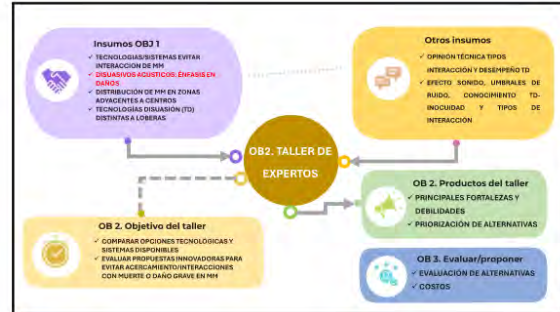 Insumos OBJ 1
✓ TECNOLOGÍAS/SISTEMAS EVITAR
INTERACCION DE MM
✓ DISUASIVOS ACÚSTICOS: ÉNFASIS EN
DAÑOS
✓ DISTRIBUCIÓN DE MM EN ZONAS
ADYACENTES A CENTROS
✓ TECNOLOGÍAS DISUASIÓN (TD)
DISTINTAS A LOBERAS
Otros insumos
✓ OPINIÓN TÉCNICA TIPOS
INTERACCIÓN Y DESEMPEÑO TD
✓ EFECTO SONIDO, UMBRALES DE
RUIDO, CONOCIMIENTO TD-
INOCUIDAD Y TIPOS DE
INTERACCIÓN
OB2. TALLER DE
EXPERTOS
OB 2. Objetivo del taller
✓ COMPARAR OPCIONES TECNOLÓGICAS Y
SISTEMAS DISPONIBLES
✓ EVALUAR PROPUESTAS INNOVADORAS PARA
EVITAR ACERCAMIENTO/INTERACCIONES
CON MUERTE O DAÑO GRAVE EN MM
OB 2. Productos del taller
✓ PRINCIPALES FORTALEZAS Y
DEBILIDADES
✓ PRIORIZACIÓN DE ALTERNATIVAS
OB 3. Evaluar/proponer
✓ EVALUACIÓN DE ALTERNATIVAS
✓ COSTOS